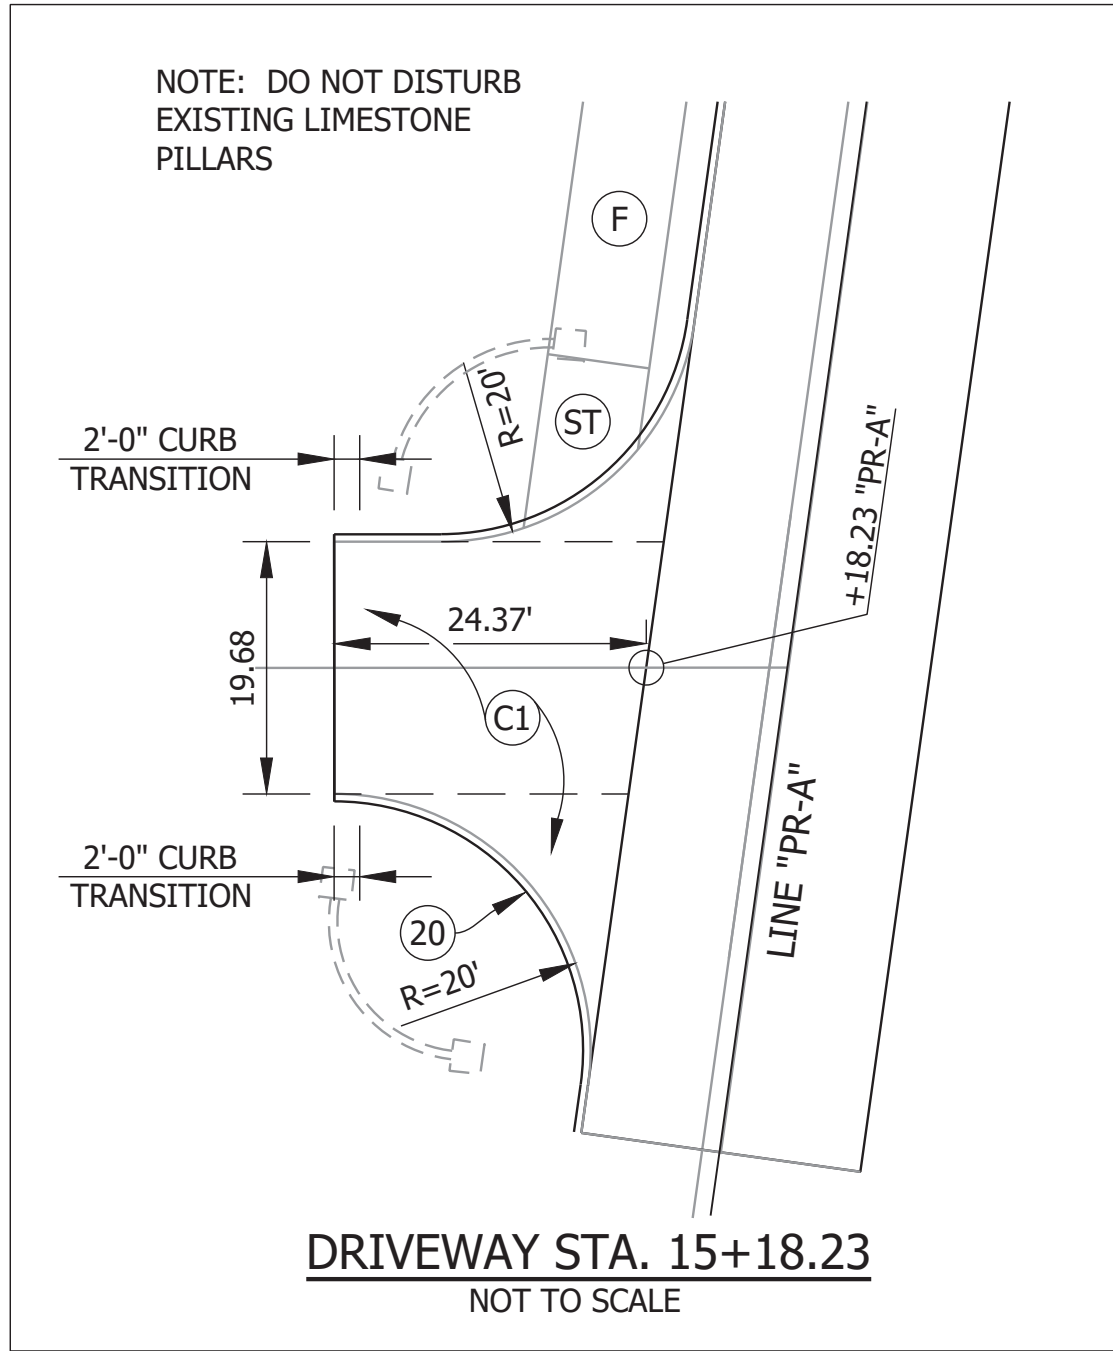 NOTE: DO NOT DISTURB
EXISTING LIMESTONE
PILLARS
F
R=20'
ST
2'-0" CURB
TRANSITION
+18.23 "PR-A"
24.37'
19.68
C1
LINE "PR-A"
2'-0" CURB
TRANSITION
20
R=20'
DRIVEWAY STA. 15+18.23
NOT TO SCALE